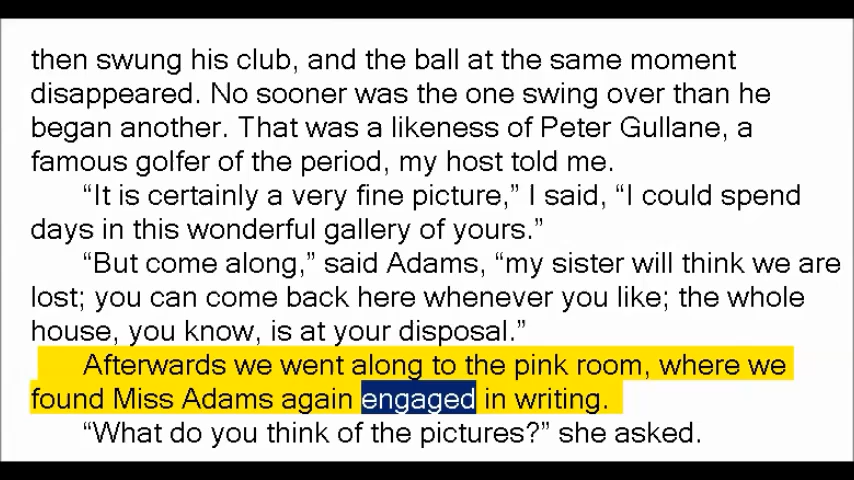 then swung his club, and the ball at the same moment
disappeared. No sooner was the one swing over than he
began another. That was a likeness of Peter Gullane, a
famous golfer of the period, my host told me.
“It is certainly a very fine picture,” I said, “I could spend
days in this wonderful gallery of yours.”
“But come along,” said Adams, “my sister will think we are
lost; you can come back here whenever you like; the whole
house, you know, is at your disposal.”
Afterwards we went along to the pink room, where we
found Miss Adams again engaged in writing.
“What do you think of the pictures?” she asked.